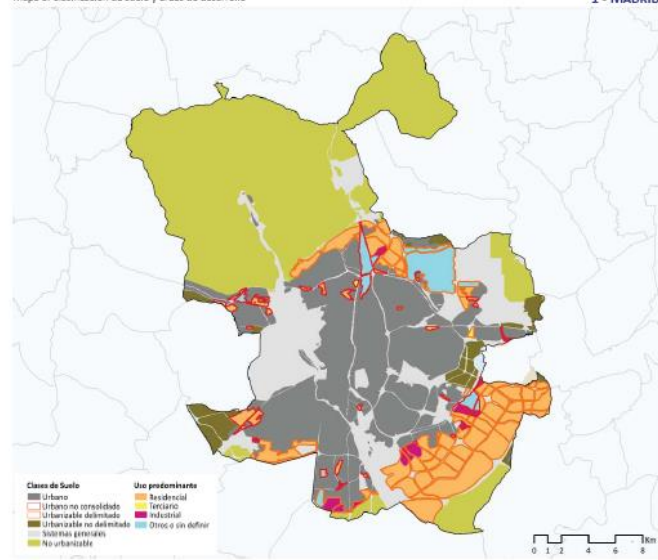 1 - MADRID
Clases de Suelo
Urbano
Urbano no consolidado
Urbanizable delimitado
Urbanizable no delimitado
Sistemas generales
No urbanizable
Uso predominante
Residencial
Terciario
Industrial
Otros o sin definir
Km
0 1 2 4 6 8